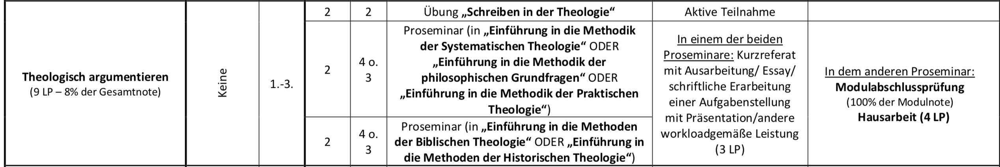 Theologisch argumentieren
(9 LP – 8% der Gesamtnote)
Keine
1.-3.
2
2
Übung „Schreiben in der Theologie“
Aktive Teilnahme
2
4 o.
3
Proseminar (in „Einführung in die Methodik
der Systematischen Theologie“ ODER
„Einführung in die Methodik der
philosophischen Grundfragen“ ODER
„Einführung in die Methodik der Praktischen
Theologie“)
2
4 o.
3
Proseminar (in „Einführung in die Methoden
der Biblischen Theologie“ ODER „Einführung in
die Methoden der Historischen Theologie“)
In einem der beiden
Proseminare: Kurzreferat
mit Ausarbeitung/ Essay/
schriftliche Erarbeitung
einer Aufgabenstellung
mit Präsentation/andere
workloadgemäße Leistung
(3 LP)
In dem anderen Proseminar:
Modulabschlussprüfung
(100% der Modulnote)
Hausarbeit (4 LP)